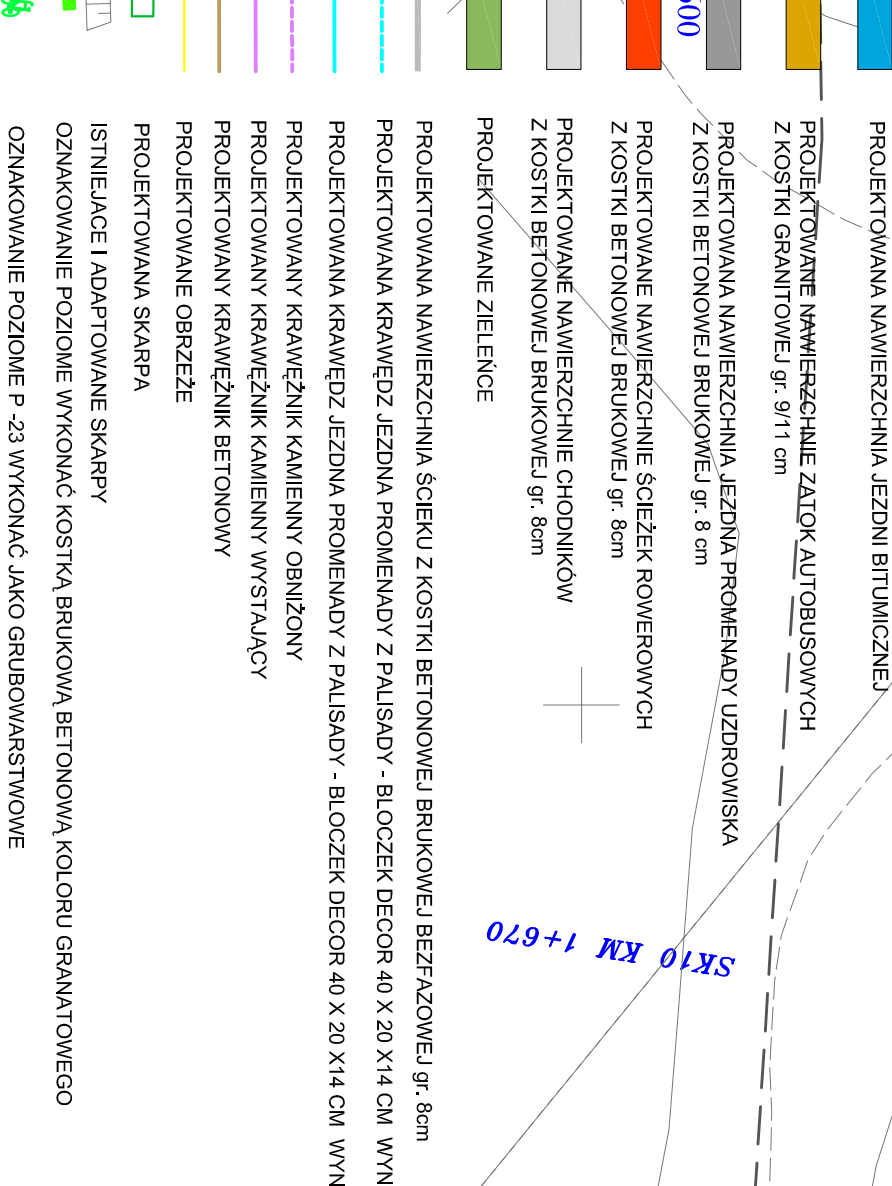 PROJEKTOWANA NAWIERZCHNIA JEZDNI BITUMICZNEJ
PROJEKTOWANE NAWIERZCHNIE ZATOK AUTOBUSOWYCH
Z KOSTKI GRANITOWEJ gr. 9/11 cm
PROJEKTOWANA NAWIERZCHNIA JEZDNA PROMENADY UZDROWISKA
Z KOSTKI BETONOWEJ BRUKOWEJ gr. 8 cm
PROJEKTOWANE NAWIERZCHNIE ŚCIEŻEK ROWEROWYCH
Z KOSTKI BETONOWEJ BRUKOWEJ gr. 8cm
PROJEKTOWANE NAWIERZCHNIE CHODNIKÓW
Z KOSTKI BETONOWEJ BRUKOWEJ gr. 8cm
PROJEKTOWANE ZIELEŃCE
PROJEKTOWANA NAWIERZCHNIA ŚCIEKU Z KOSTKI BETONOWEJ BRUKOWEJ BEZFAZOWEJ gr. 8cm
PROJEKTOWANA KRAWĘDZ JEZDNA PROMENADY Z PALISADY - BLOCZEK DECOR 40 X 20 X14 CM WYN
PROJEKTOWANA KRAWĘDZ JEZDNA PROMENADY Z PALISADY - BLOCZEK DECOR 40 X 20 X14 CM WYN
PROJEKTOWANY KRAWĘŻNIK KAMIENNY OBNIŻONY
PROJEKTOWANY KRAWĘŻNIK KAMIENNY WYSTAJĄCY
PROJEKTOWANY KRAWĘŻNIK BETONOWY
PROJEKTOWANE OBRZEŻE
PROJEKTOWANA SKARPA
ISTNIEJACE I ADAPTOWANE SKARPY
OZNAKOWANIE POZIOME WYKONAĆ KOSTKĄ BRUKOWĄ BETONOWĄ KOLORU GRANATOWEGO
OZNAKOWANIE POZIOME P -23 WYKONAĆ JAKO GRUBOWARSTWOWE
SK10 KM 1+670